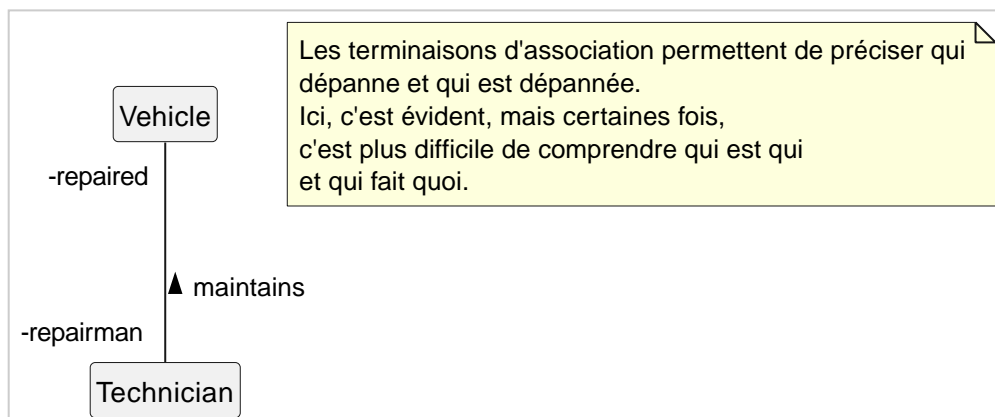 Les terminaisons d'association permettent de préciser qui
dépanne et qui est dépannée.
Ici, c'est évident, mais certaines fois,
c'est plus difficile de comprendre qui est qui
et qui fait quoi.
Vehicle
-repaired
maintains
-repairman
Technician